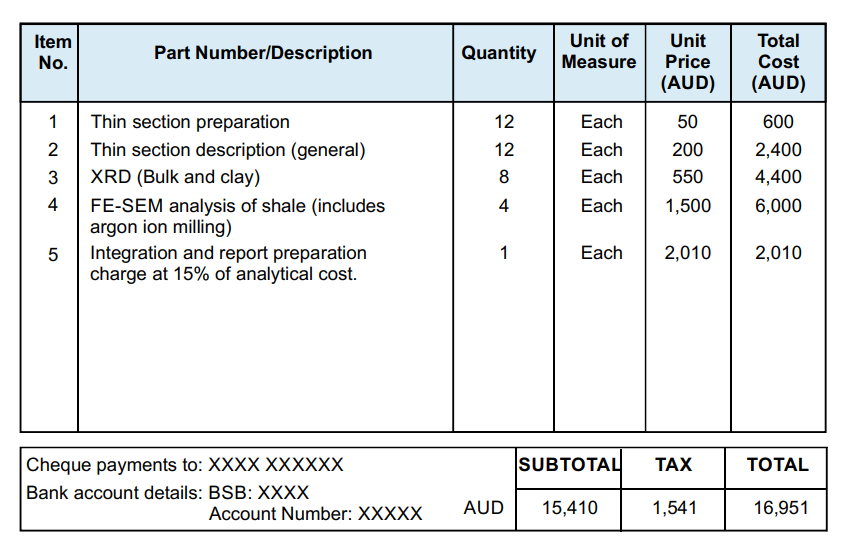 Item No. Part Number/Description Quantity Unit of Measure Unit Price (AUD) Total Cost (AUD)
1 Thin section preparation 12 Each 50 600
2 Thin section description (general) 12 Each 200 2,400
3 XRD (Bulk and clay) 8 Each 550 4,400
4 FE-SEM analysis of shale (includes 4 Each 1,500 6,000
argon ion milling)
5 Integration and report preparation 1 Each 2,010 2,010
charge at 15% of analytical cost.
Cheque payments to: XXXX XXXXXX SUBTOTAL TAX TOTAL
Bank account details: BSB: XXXX
Account Number: XXXXX AUD 15,410 1,541 16,951